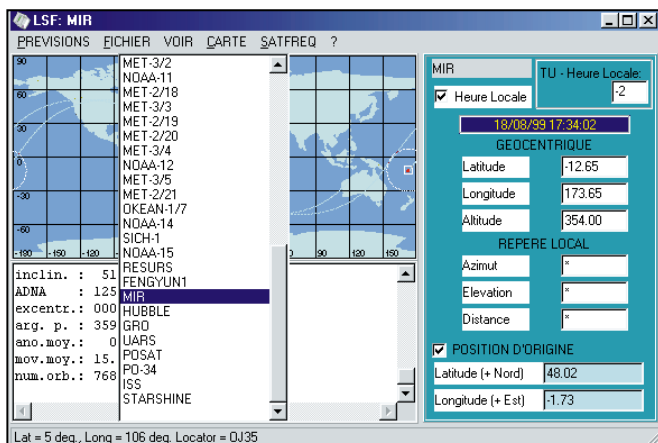 LSF: MIR
PREVISIONS FICHIER VOIR CARTE SATFREQ ?
90
60
30
0
-30
-60
-180 -150 -120
90 120 150
MET-3/2
NOAA-11
MET-2/18
MET-3/3
MET-2/19
MET-2/20
MET-3/4
NOAA-12
MET-3/5
MET-2/21
OKEAN-1/7
NOAA-14
SICH-1
NOAA-15
RESURS
FENGYUN1
MIR
HUBBLE
GRO
UARS
POSAT
PO-34
ISS
STARSHINE
inclin. : 51
ADNA : 125
excentr.: 000
arg. p. : 359
ano.moy.: 0
mov.moy.: 15.
num.orb.: 768
MIR
TU - Heure Locale:
-2
Heure Locale
18/08/99 17:34:02
GEOCENTRIQUE
Latitude -12.65
Longitude 173.65
Altitude 354.00
REPERE LOCAL
Azimut *
Elevation *
Distance *
POSITION D'ORIGINE
Latitude (+ Nord) 48.02
Longitude (+ Est) -1.73
Lat = 5 deg., Long = 106 deg. Locator = OJ35